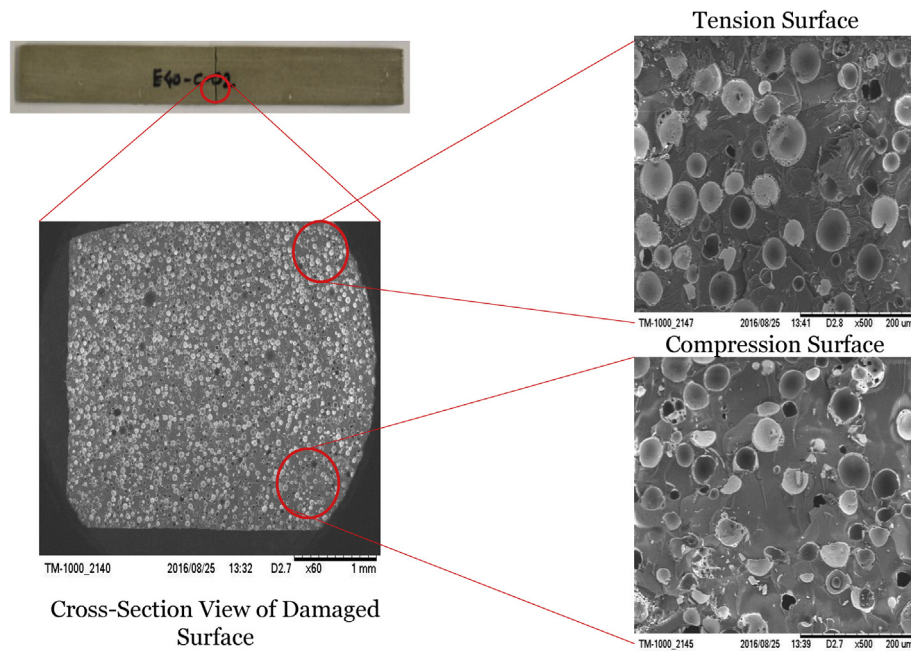 Tension Surface
TM-1000_2147 2016/08/25 13:41 D2.8 x500 200 um
Compression Surface
TM-1000_2140 2016/08/25 13:32 D2.7 x60 1 mm
TM-1000_2145 2016/08/25 13:39 D2.7 x500 200 um
Cross-Section View of Damaged
Surface